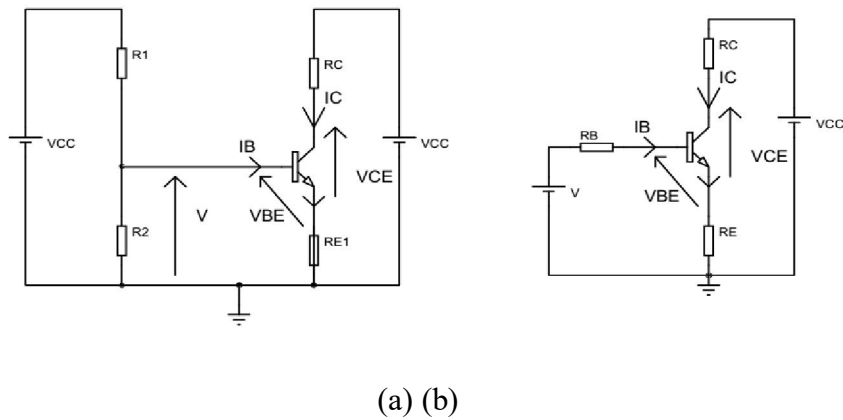 R1
RC
IC
VCC
IB
VCC
VCE
VBE
V
R2
RE1
RC
IC
RB
IB
VCC
VCE
V
VBE
RE
(a) (b)